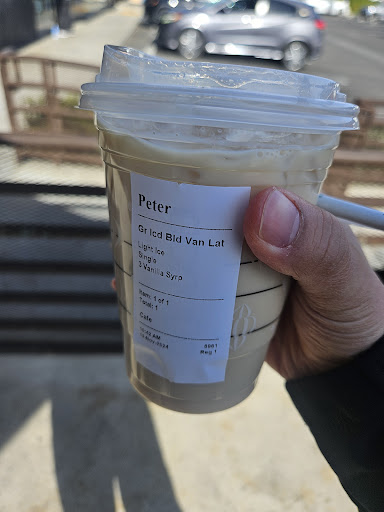 Peter
Gr Icd Bld Van Lat
Light Ice
Single
3 Vanilla Syrp
Item: 1 of 1
Total: 1
Cafe
Reg 1